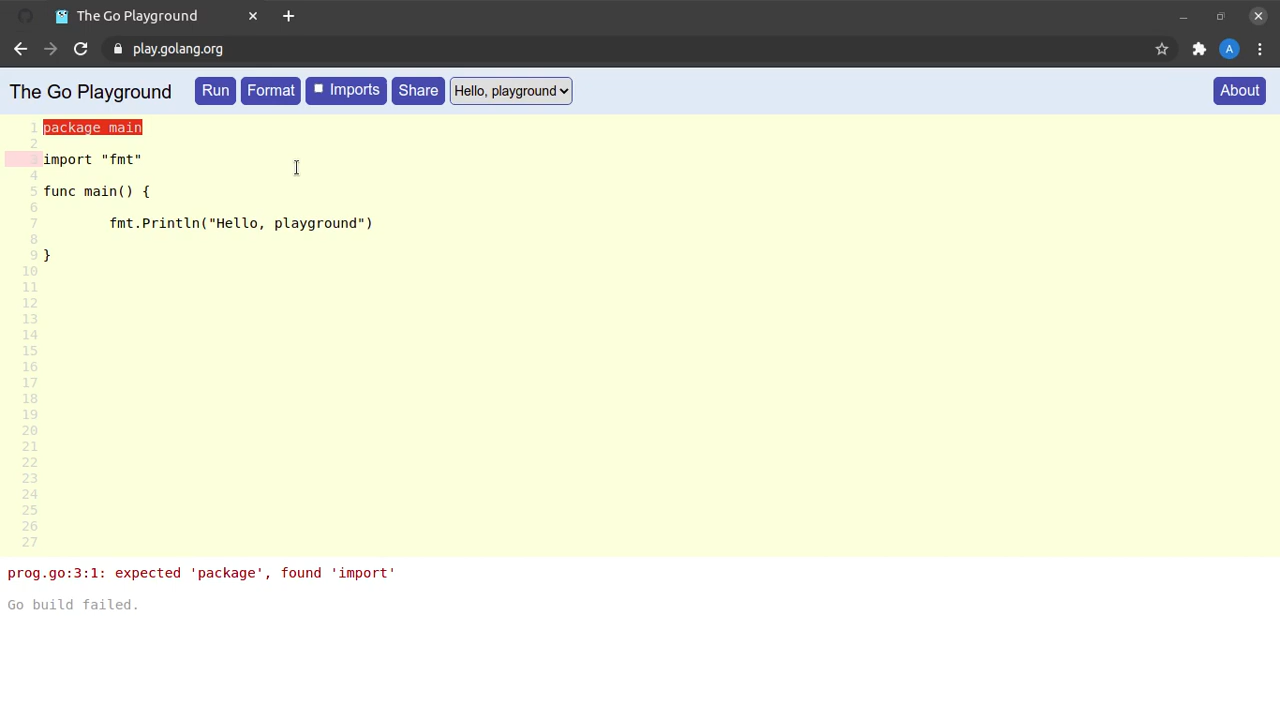 The Go Playground
play.golang.org
A
The Go Playground Run Format Imports Share Hello, playground About
1 package main
2
3 import "fmt"
4
5 func main() {
6
7 fmt.Println("Hello, playground")
8
9 }
10
11
12
13
14
15
16
17
18
19
20
21
22
23
24
25
26
27
prog.go:3:1: expected 'package', found 'import'
Go build failed.